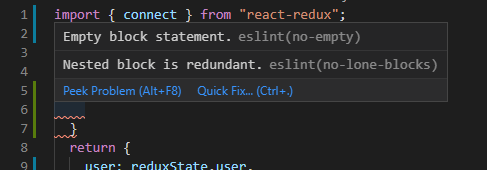 1 import { connect } from "react-redux";
2 Empty block statement. eslint(no-empty)
3 Nested block is redundant. eslint(no-lone-blocks)
5 Peek Problem (Alt+F8) Quick Fix... (Ctrl+.)
6
7 }
8 return {
9 user: reduxState.user,